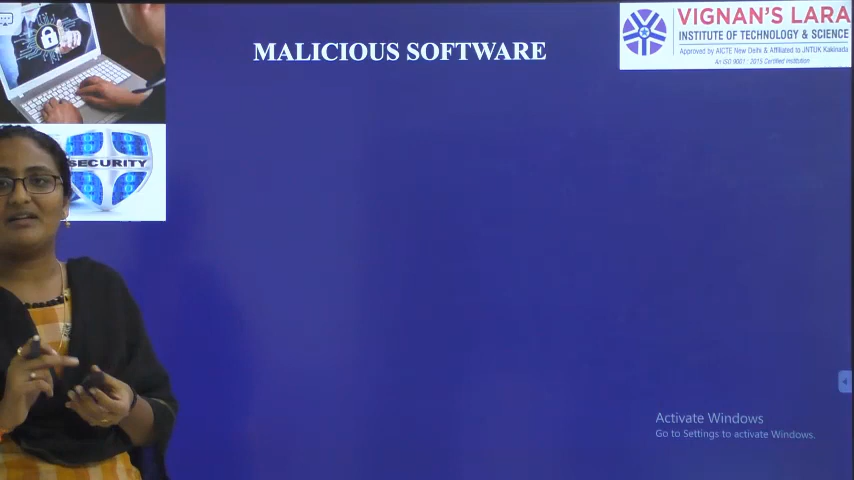 MALICIOUS SOFTWARE
VIGNAN'S LARA
INSTITUTE OF TECHNOLOGY & SCIENCE
Approved by AICTE New Delhi & Affiliated to JNTUK Kakinada
An ISO 9001 : 2015 Certified Institution
SECURITY
Activate Windows
Go to Settings to activate Windows.